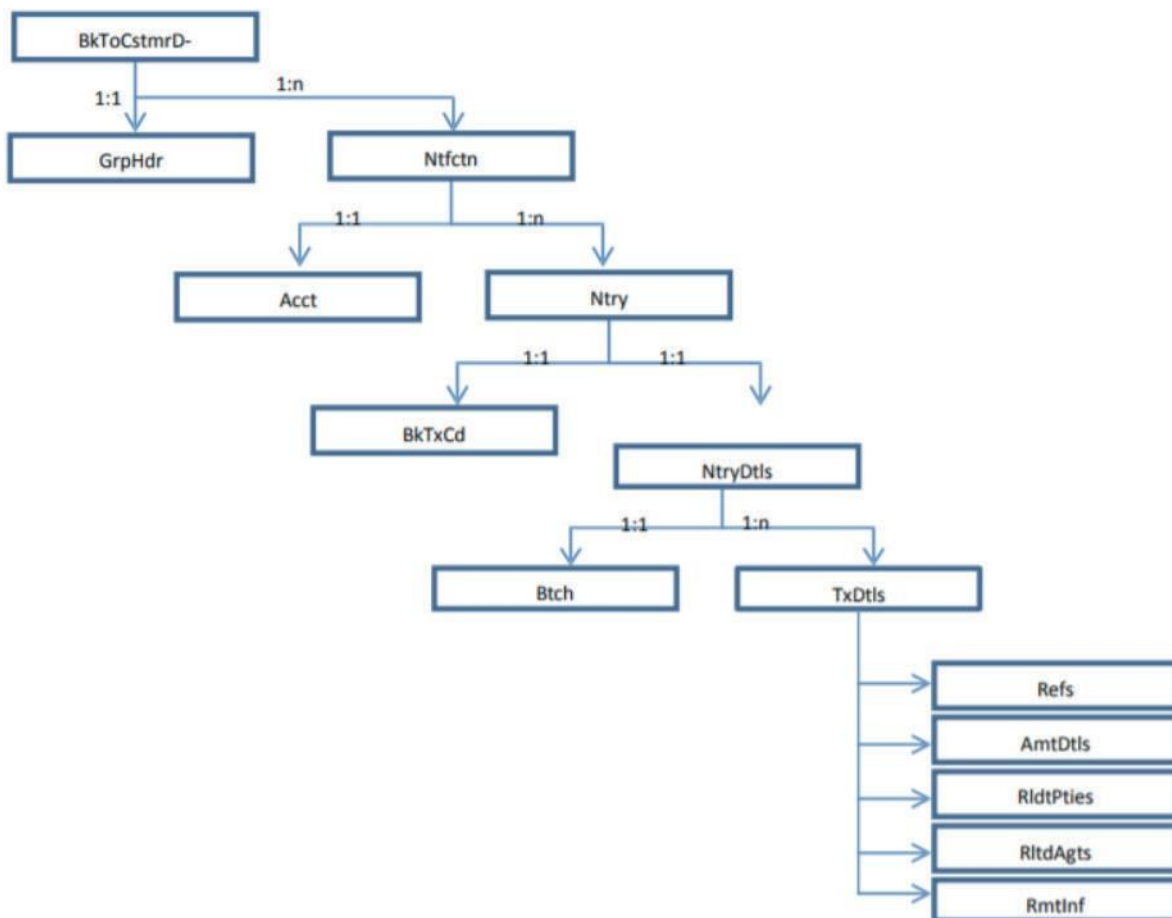 BkToCstmrD-
1:1
1:n
GrpHdr
Ntfctn
1:1
1:n
Acct
Ntry
1:1
1:1
BkTxCd
NtryDtls
1:1
1:n
Btch
TxDtls
Refs
AmtDtls
RldtPties
RltdAgts
RmtInf